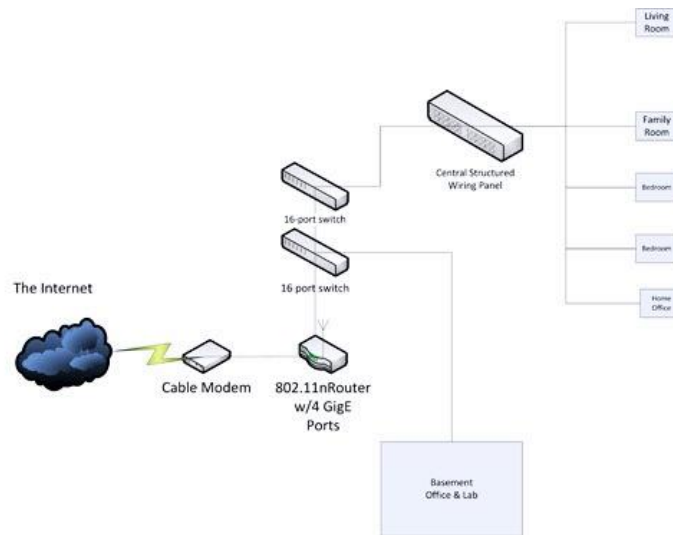 Living
Room
Family
Room
Central Structured
Wiring Panel
Bedroom
16-port switch
Bedroom
16 port switch
The Internet
Home
Office
Cable Modem
802.11nRouter
w/4 GigE
Ports
Basement
Office & Lab